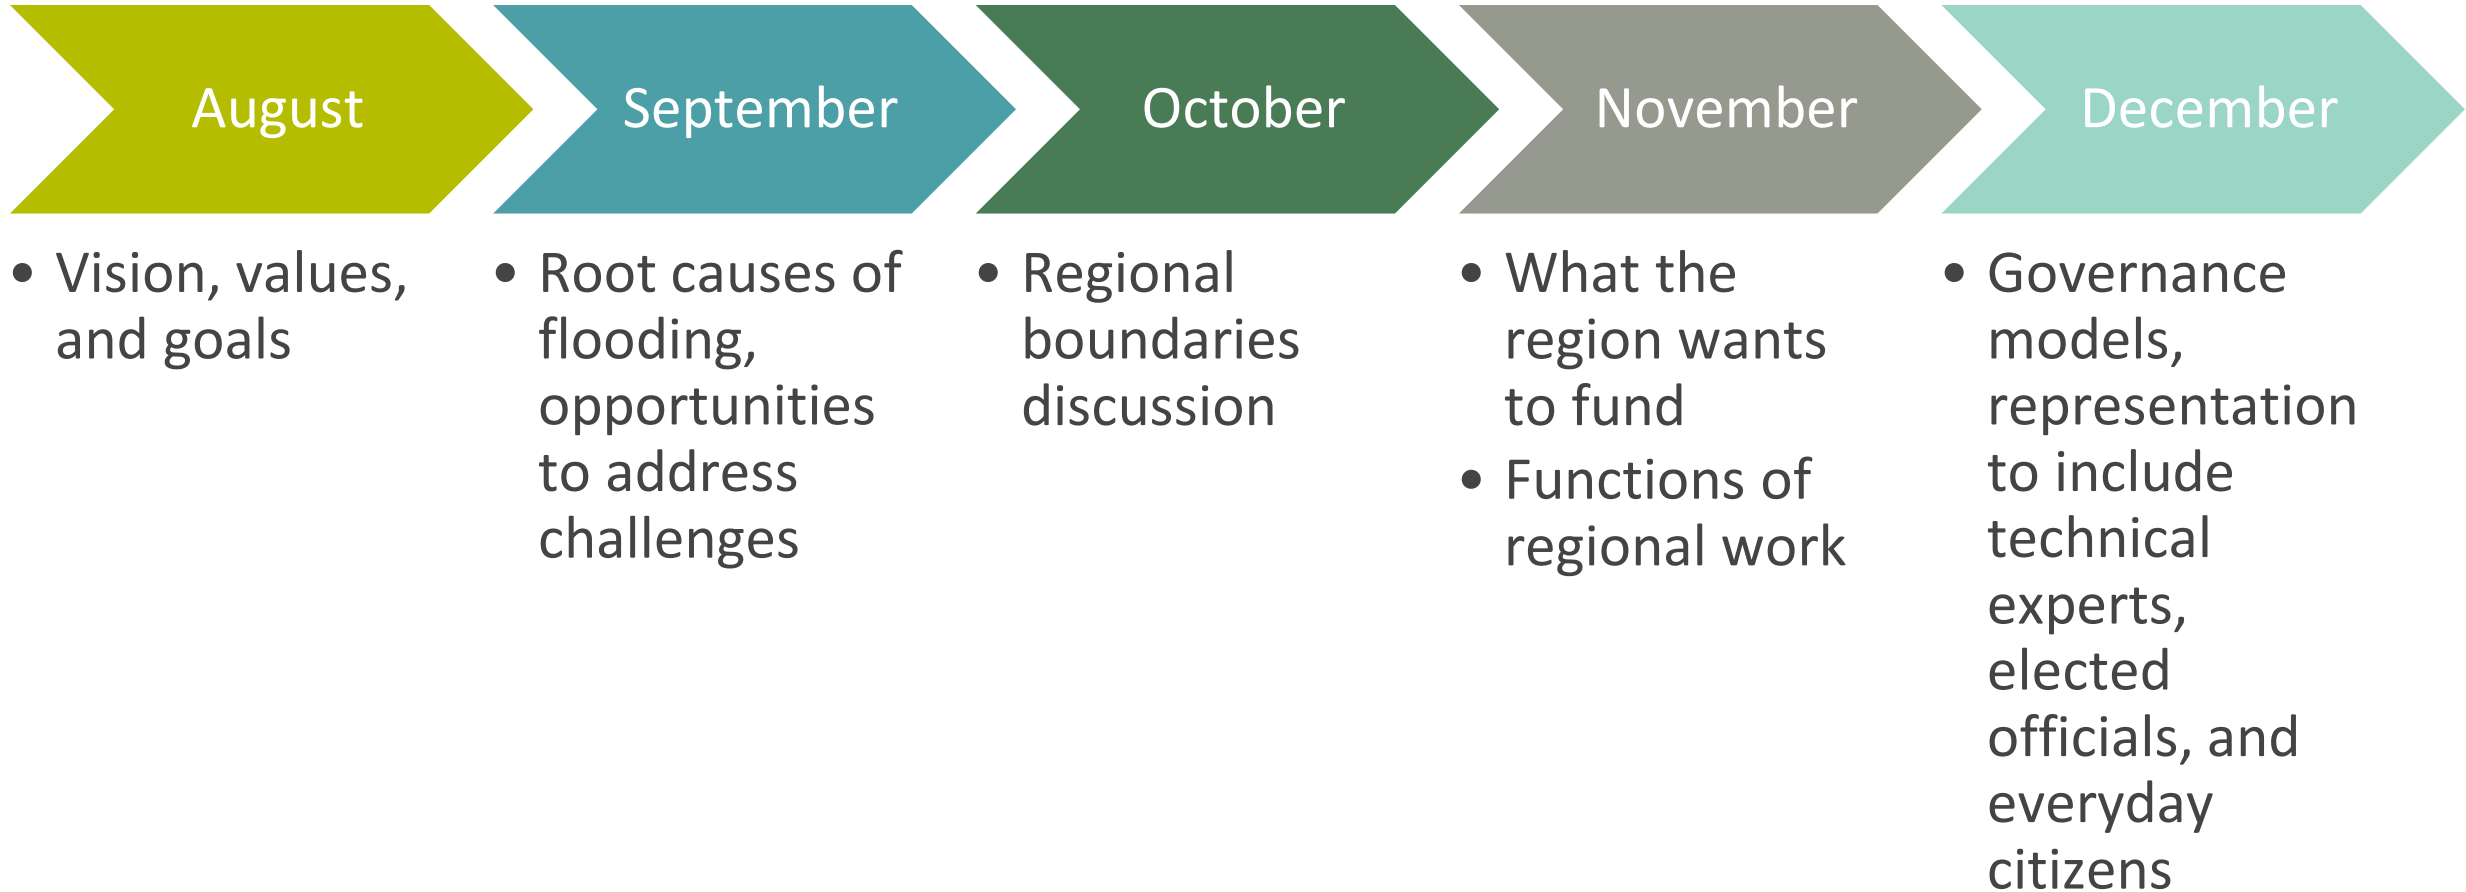 August
• Vision, values,
and goals
September
• Root causes of
flooding,
opportunities
to address
challenges
October
• Regional
boundaries
discussion
November
• What the
region wants
to fund
• Functions of
regional work
December
• Governance
models,
representation
to include
technical
experts,
elected
officials, and
everyday
citizens